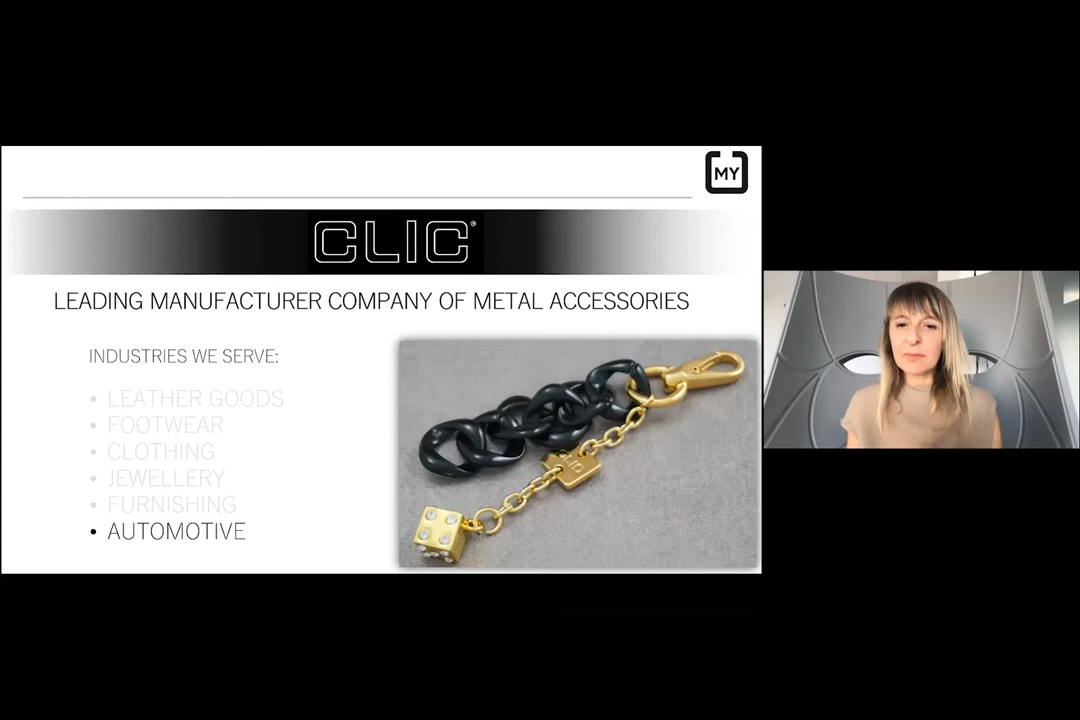 MY
CLIC®
LEADING MANUFACTURER COMPANY OF METAL ACCESSORIES
INDUSTRIES WE SERVE:
• LEATHER GOODS
• FOOTWEAR
• CLOTHING
• JEWELLERY
• FURNISHING
• AUTOMOTIVE